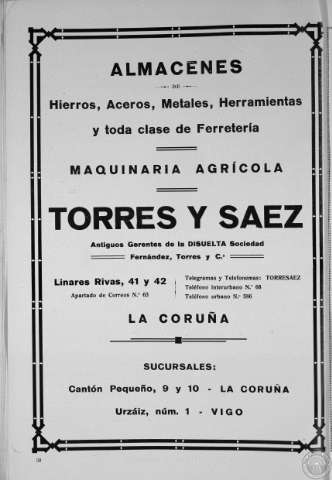 ALMACENES
DE
Hierros, Aceros, Metales, Herramientas
y toda clase de Ferretería
MAQUINARIA AGRÍCOLA
TORRES Y SAEZ
Antiguos Gerentes de la DISUELTA Sociedad
Fernández, Torres y C.ª
Linares Rivas, 41 y 42
Apartado de Correos N.º 63
Telegramas y Telefonemas: TORRESAEZ
Teléfono Interurbano N.º 68
Teléfono urbano N.º 386
LA CORUÑA
SUCURSALES:
Cantón Pequeño, 9 y 10 - LA CORUÑA
Urzáiz, núm. 1 - VIGO